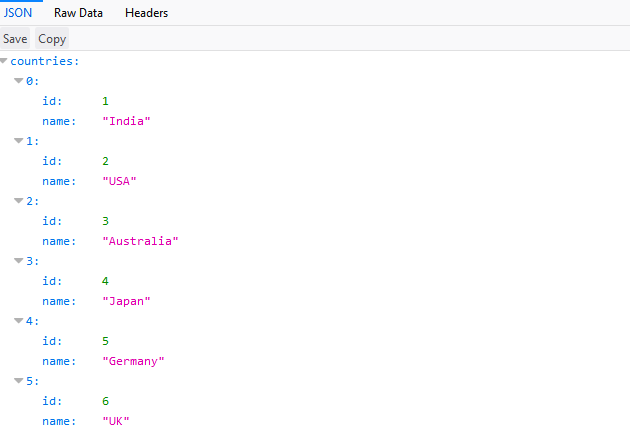 JSON Raw Data Headers
Save Copy
countries:
0:
id: 1
name: "India"
1:
id: 2
name: "USA"
2:
id: 3
name: "Australia"
3:
id: 4
name: "Japan"
4:
id: 5
name: "Germany"
5:
id: 6
name: "UK"